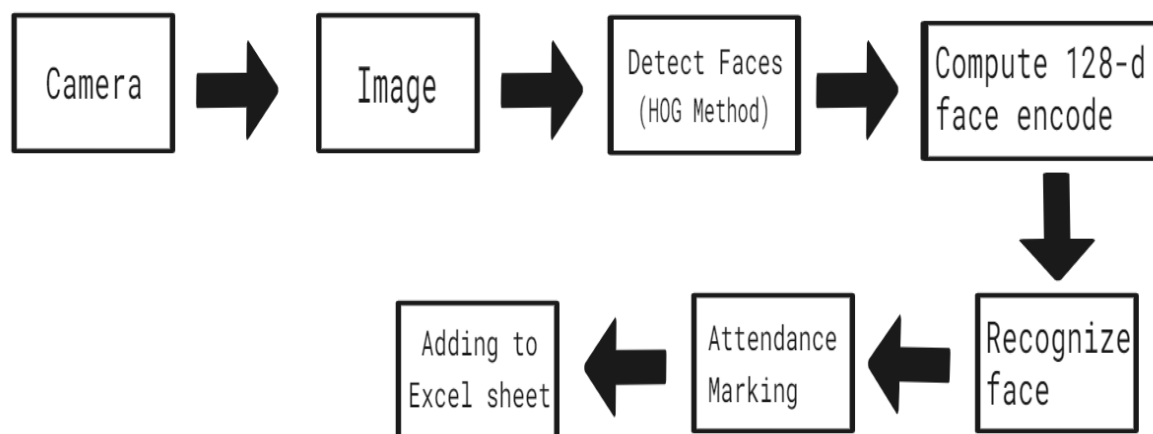 Camera
Image
Detect Faces
(HOG Method)
Compute 128-d
face encode
Recognize
face
Attendance
Marking
Adding to
Excel sheet